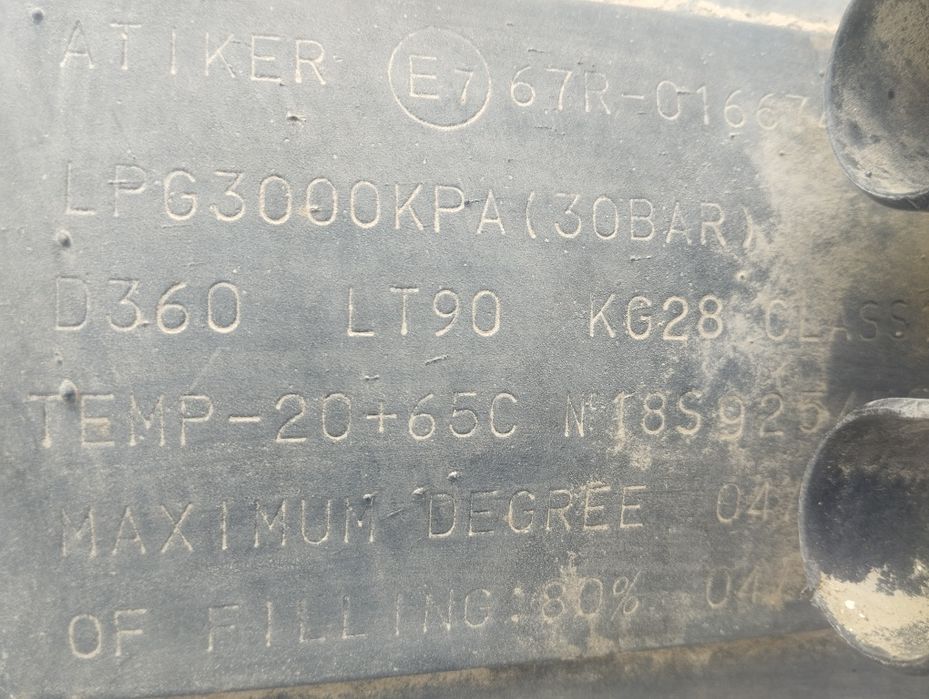 ATIKER E7 67R-01667
LPG3000KPA(30BAR)
D360 LT90 KG28 CLASS
TEMP-20+65C N°18S925
MAXIMUM DEGREE 04
OF FILLING:80% 04